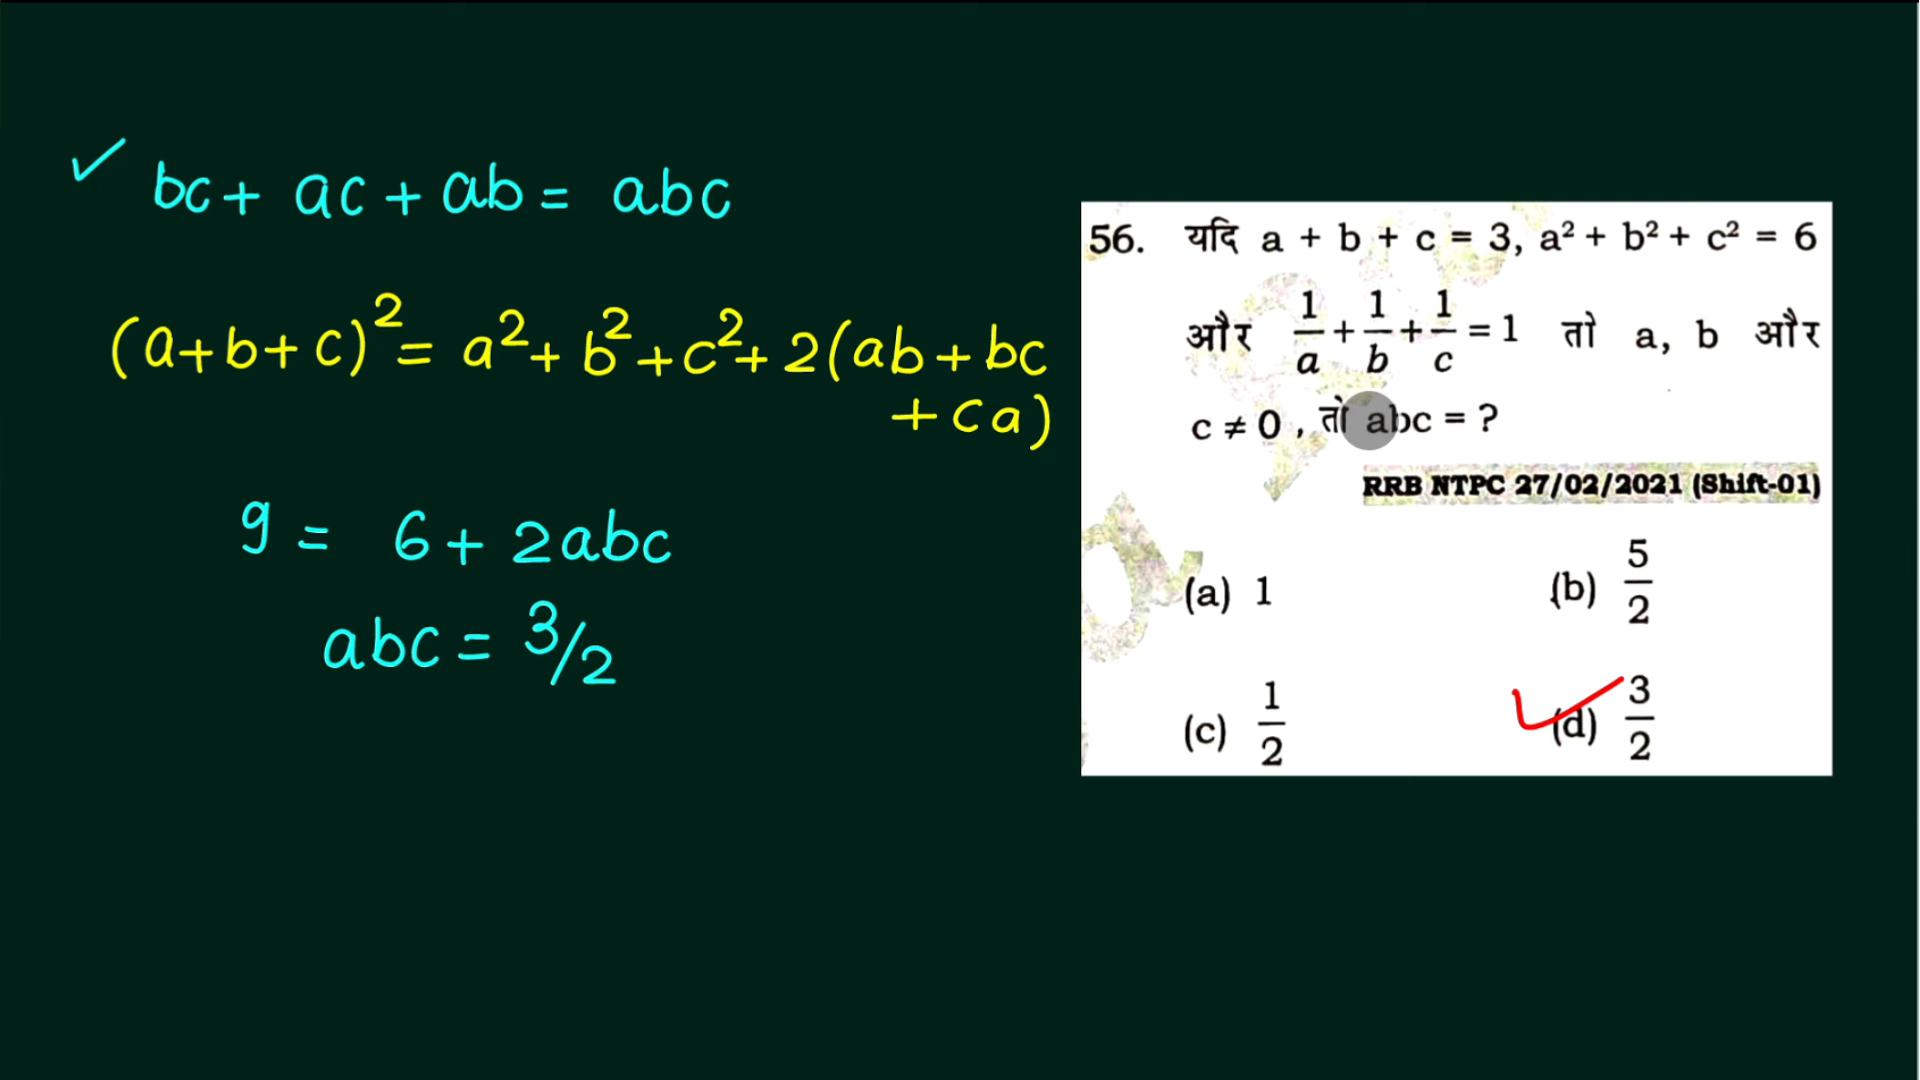 bc + ac + ab = abc
(a+b+c)² = a² + b² + c² + 2(ab + bc
+ ca)
9 = 6 + 2abc
abc = 3/2
56. यदि a + b + c = 3, a² + b² + c² = 6
और 1/a + 1/b + 1/c = 1 तो a, b और
c ≠ 0, तो abc = ?
RRB NTPC 27/02/2021 (Shift-01)
(a) 1 (b) 5/2
(c) 1/2 (d) 3/2